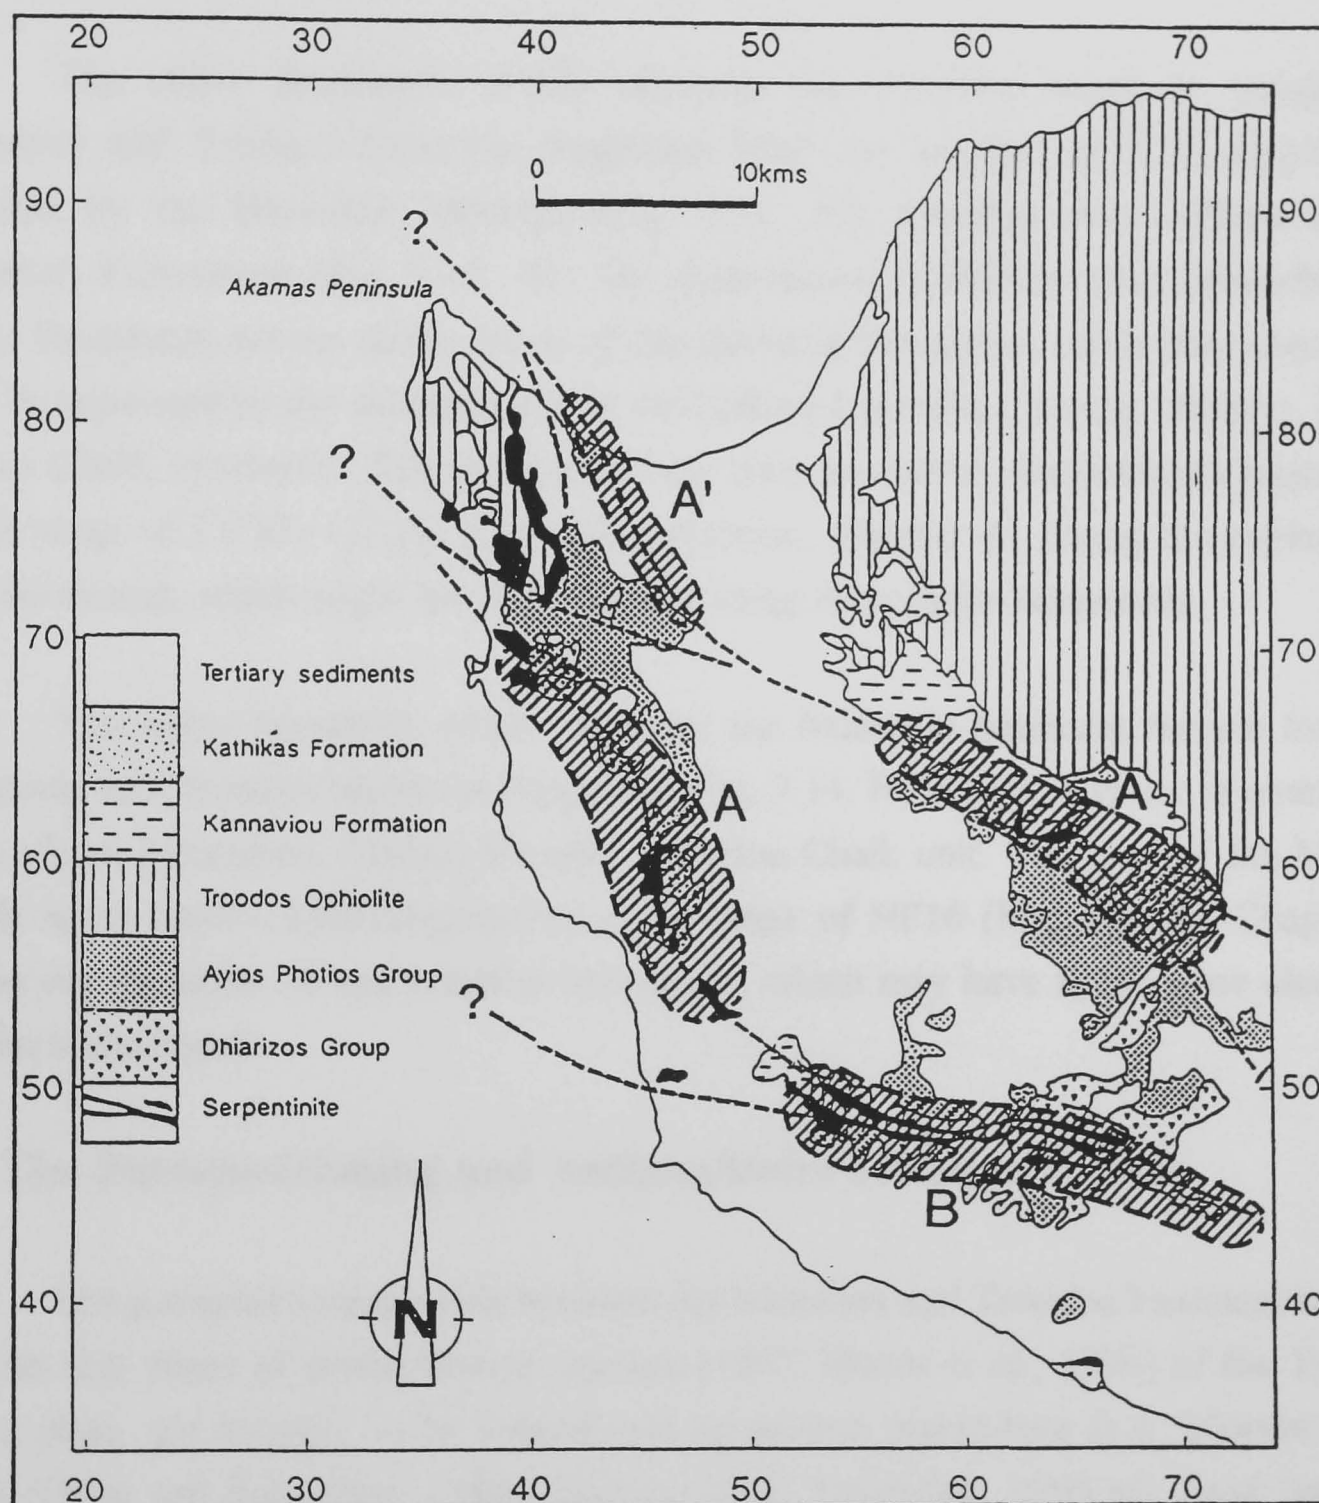 20 30 40 50 60 70
0 10kms
90 90
?
Akamas Peninsula
80 80
?
A'
70 70
Tertiary sediments
Kathikas Formation
A A
Kannaviou Formation
60 60
Troodos Ophiolite
Ayios Photios Group
?
Dhiarizos Group
50 50
Serpentinite
B
40 40
N
20 30 40 50 60 70